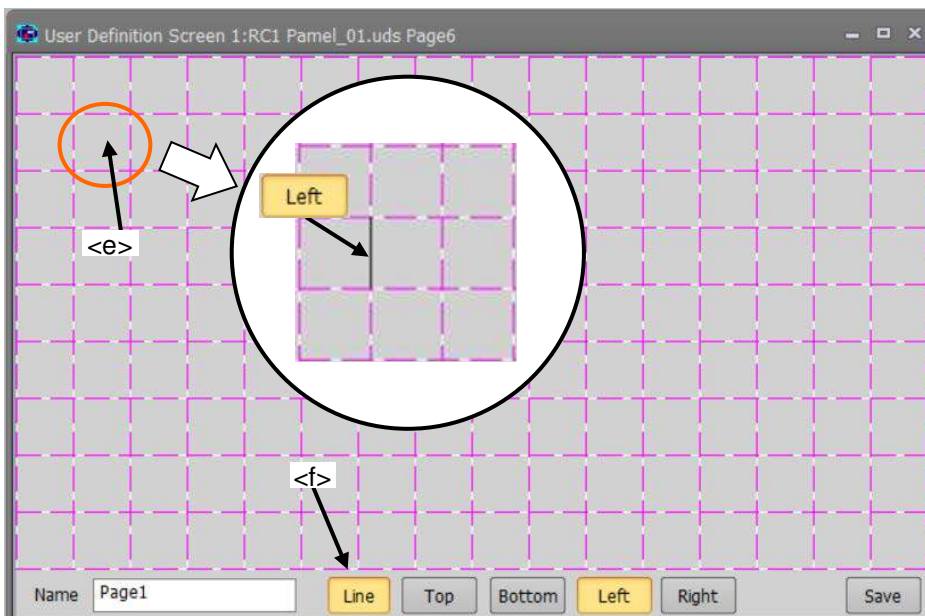 User Definition Screen 1:RC1 Pamel_01.uds Page6
Left
<e>
<f>
Name Page1 Line Top Bottom Left Right Save